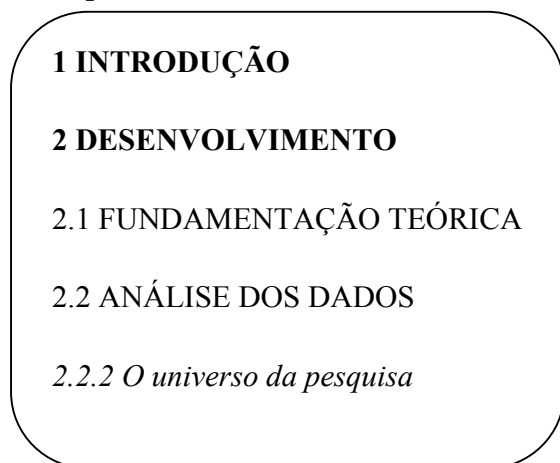 1 INTRODUÇÃO
2 DESENVOLVIMENTO
2.1 FUNDAMENTAÇÃO TEÓRICA
2.2 ANÁLISE DOS DADOS
2.2.2 O universo da pesquisa